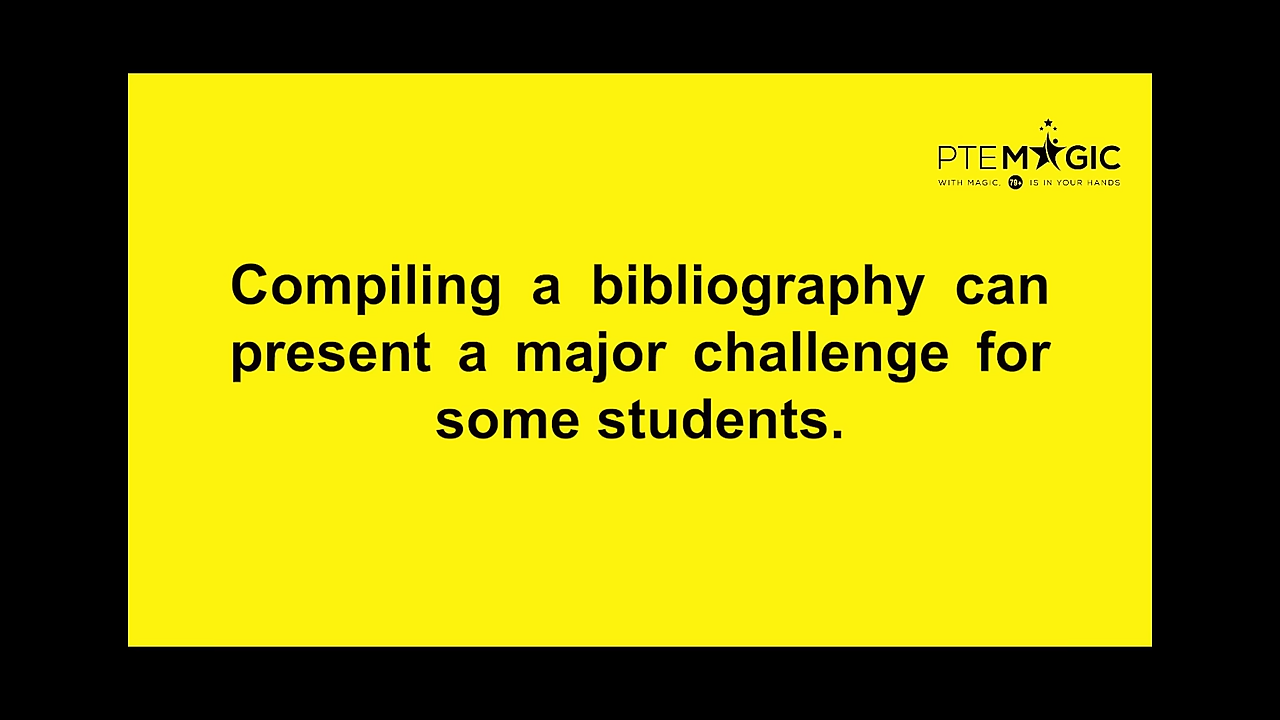 PTEMAGIC
WITH MAGIC, 79+ IS IN YOUR HANDS
Compiling a bibliography can
present a major challenge for
some students.